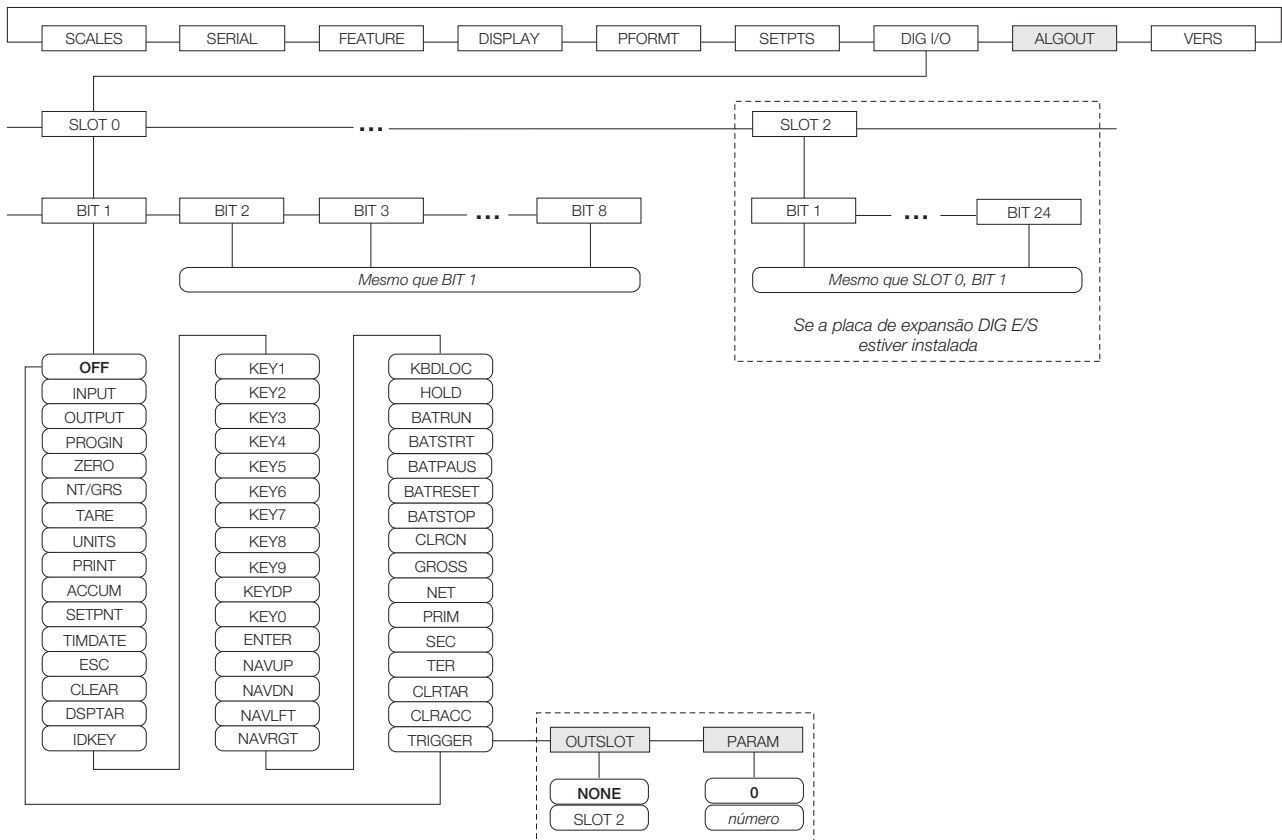 SCALES SERIAL FEATURE DISPLAY PFORMT SETPTS DIG I/O ALGOUT VERS
SLOT 0 ... SLOT 2
BIT 1 BIT 2 BIT 3 ... BIT 8 BIT 1 ... BIT 24
Mesmo que BIT 1 Mesmo que SLOT 0, BIT 1
Se a placa de expansão DIG E/S
estiver instalada
OFF KEY1 KBDLOC
INPUT KEY2 HOLD
OUTPUT KEY3 BATRUN
PROGIN KEY4 BATSTRT
ZERO KEY5 BATPAUS
NT/GRS KEY6 BATRESET
TARE KEY7 BATSTOP
UNITS KEY8 CLRCN
PRINT KEY9 GROSS
ACCUM KEYDP NET
SETPNT KEY0 PRIM
TIMDATE ENTER SEC
ESC NAVUP TER
CLEAR NAVDN CLRTAR
DSPTAR NAVLFT CLRACC
IDKEY NAVRGT TRIGGER OUTSLOT PARAM
NONE 0
SLOT 2 número